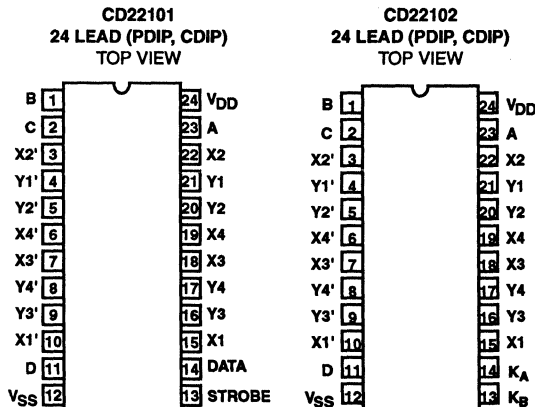 CD22101
24 LEAD (PDIP, CDIP)
TOP VIEW
B 1 24 VDD
C 2 23 A
X2' 3 22 X2
Y1' 4 21 Y1
Y2' 5 20 Y2
X4' 6 19 X4
X3' 7 18 X3
Y4' 8 17 Y4
Y3' 9 16 Y3
X1' 10 15 X1
D 11 14 DATA
VSS 12 13 STROBE
CD22102
24 LEAD (PDIP, CDIP)
TOP VIEW
B 1 24 VDD
C 2 23 A
X2' 3 22 X2
Y1' 4 21 Y1
Y2' 5 20 Y2
X4' 6 19 X4
X3' 7 18 X3
Y4' 8 17 Y4
Y3' 9 16 Y3
X1' 10 15 X1
D 11 14 KA
VSS 12 13 KB